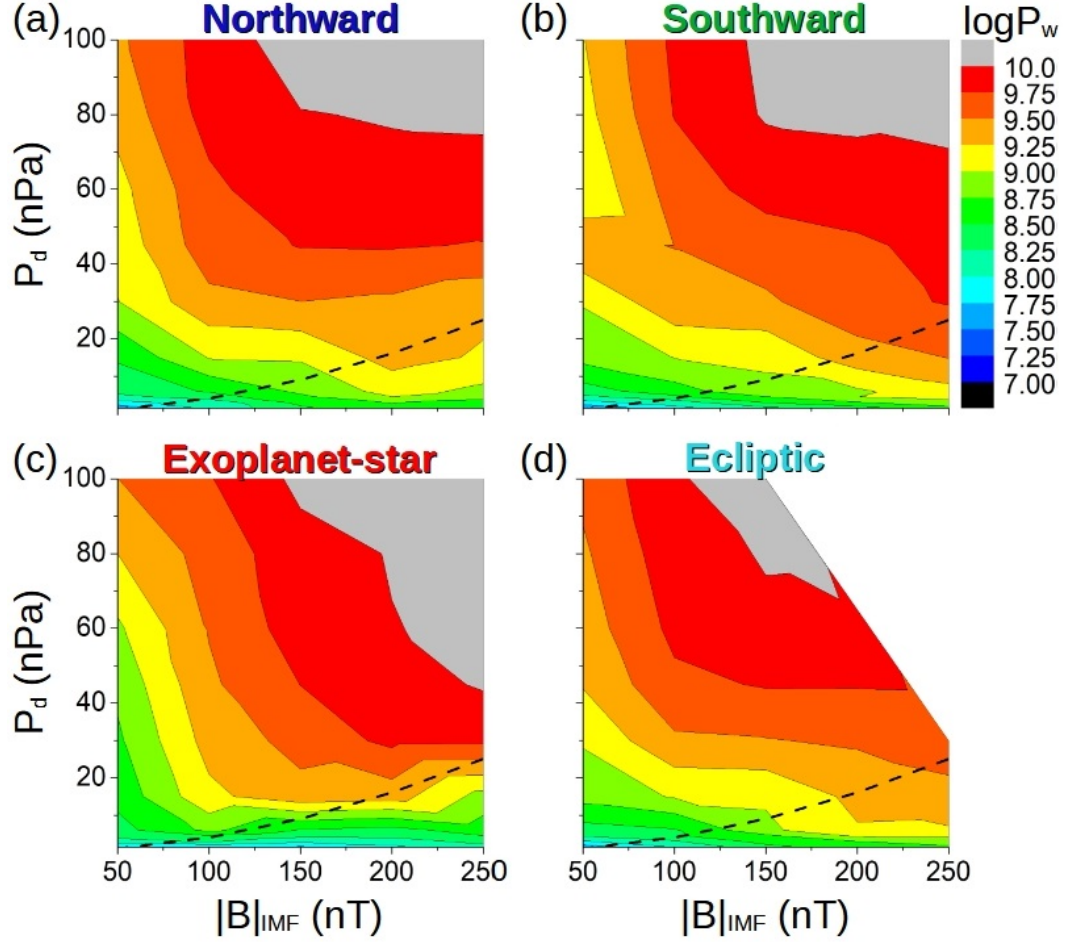 (a) Northward
(b) Southward
logPw
100
80
60
40
20
Pd (nPa)
10.0
9.75
9.50
9.25
9.00
8.75
8.50
8.25
8.00
7.75
7.50
7.25
7.00
(c) Exoplanet-star
(d) Ecliptic
100
80
60
40
20
Pd (nPa)
50 100 150 200 250
50 100 150 200 250
|B|IMF (nT)
|B|IMF (nT)